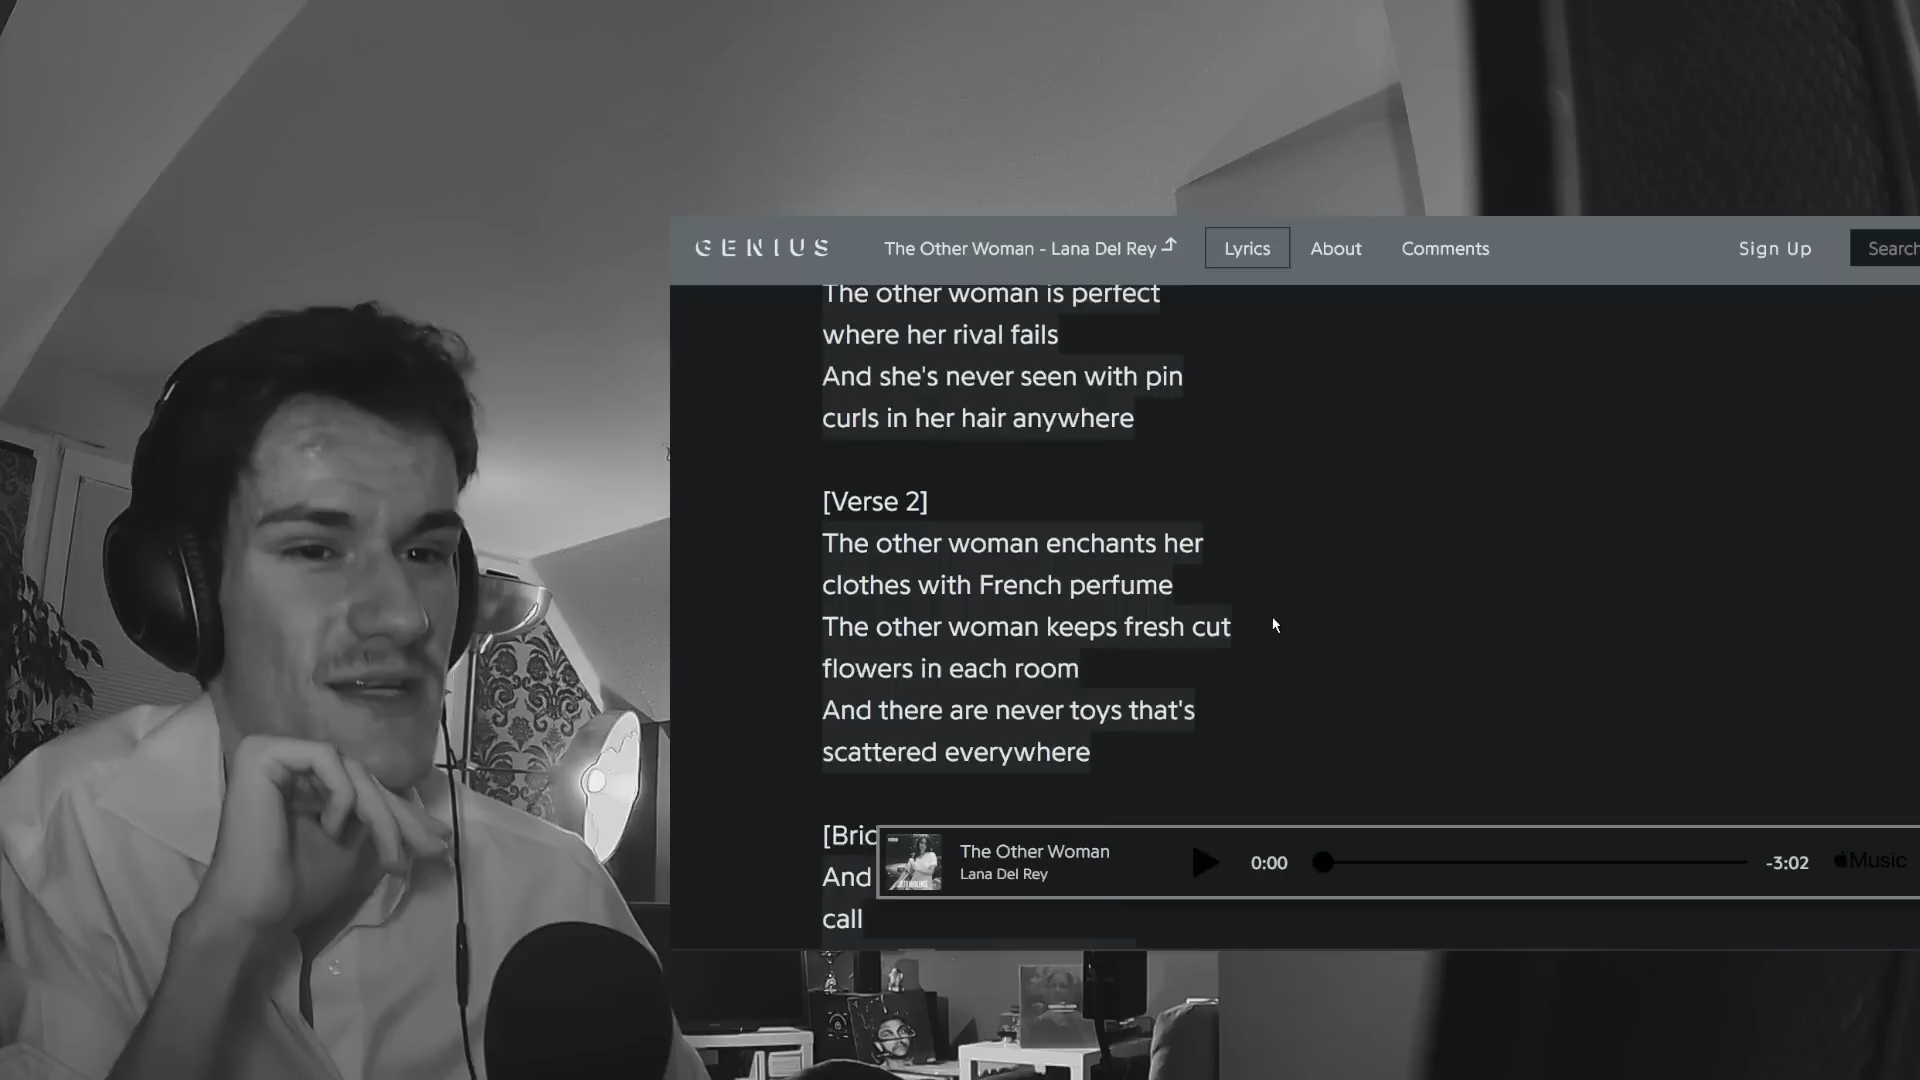 GENIUS
The Other Woman - Lana Del Rey
Lyrics
About
Comments
Sign Up
Search
The other woman is perfect
where her rival fails
And she's never seen with pin
curls in her hair anywhere
[Verse 2]
The other woman enchants her
clothes with French perfume
The other woman keeps fresh cut
flowers in each room
And there are never toys that's
scattered everywhere
[Bric
And
call
The Other Woman
Lana Del Rey
0:00
-3:02
Music